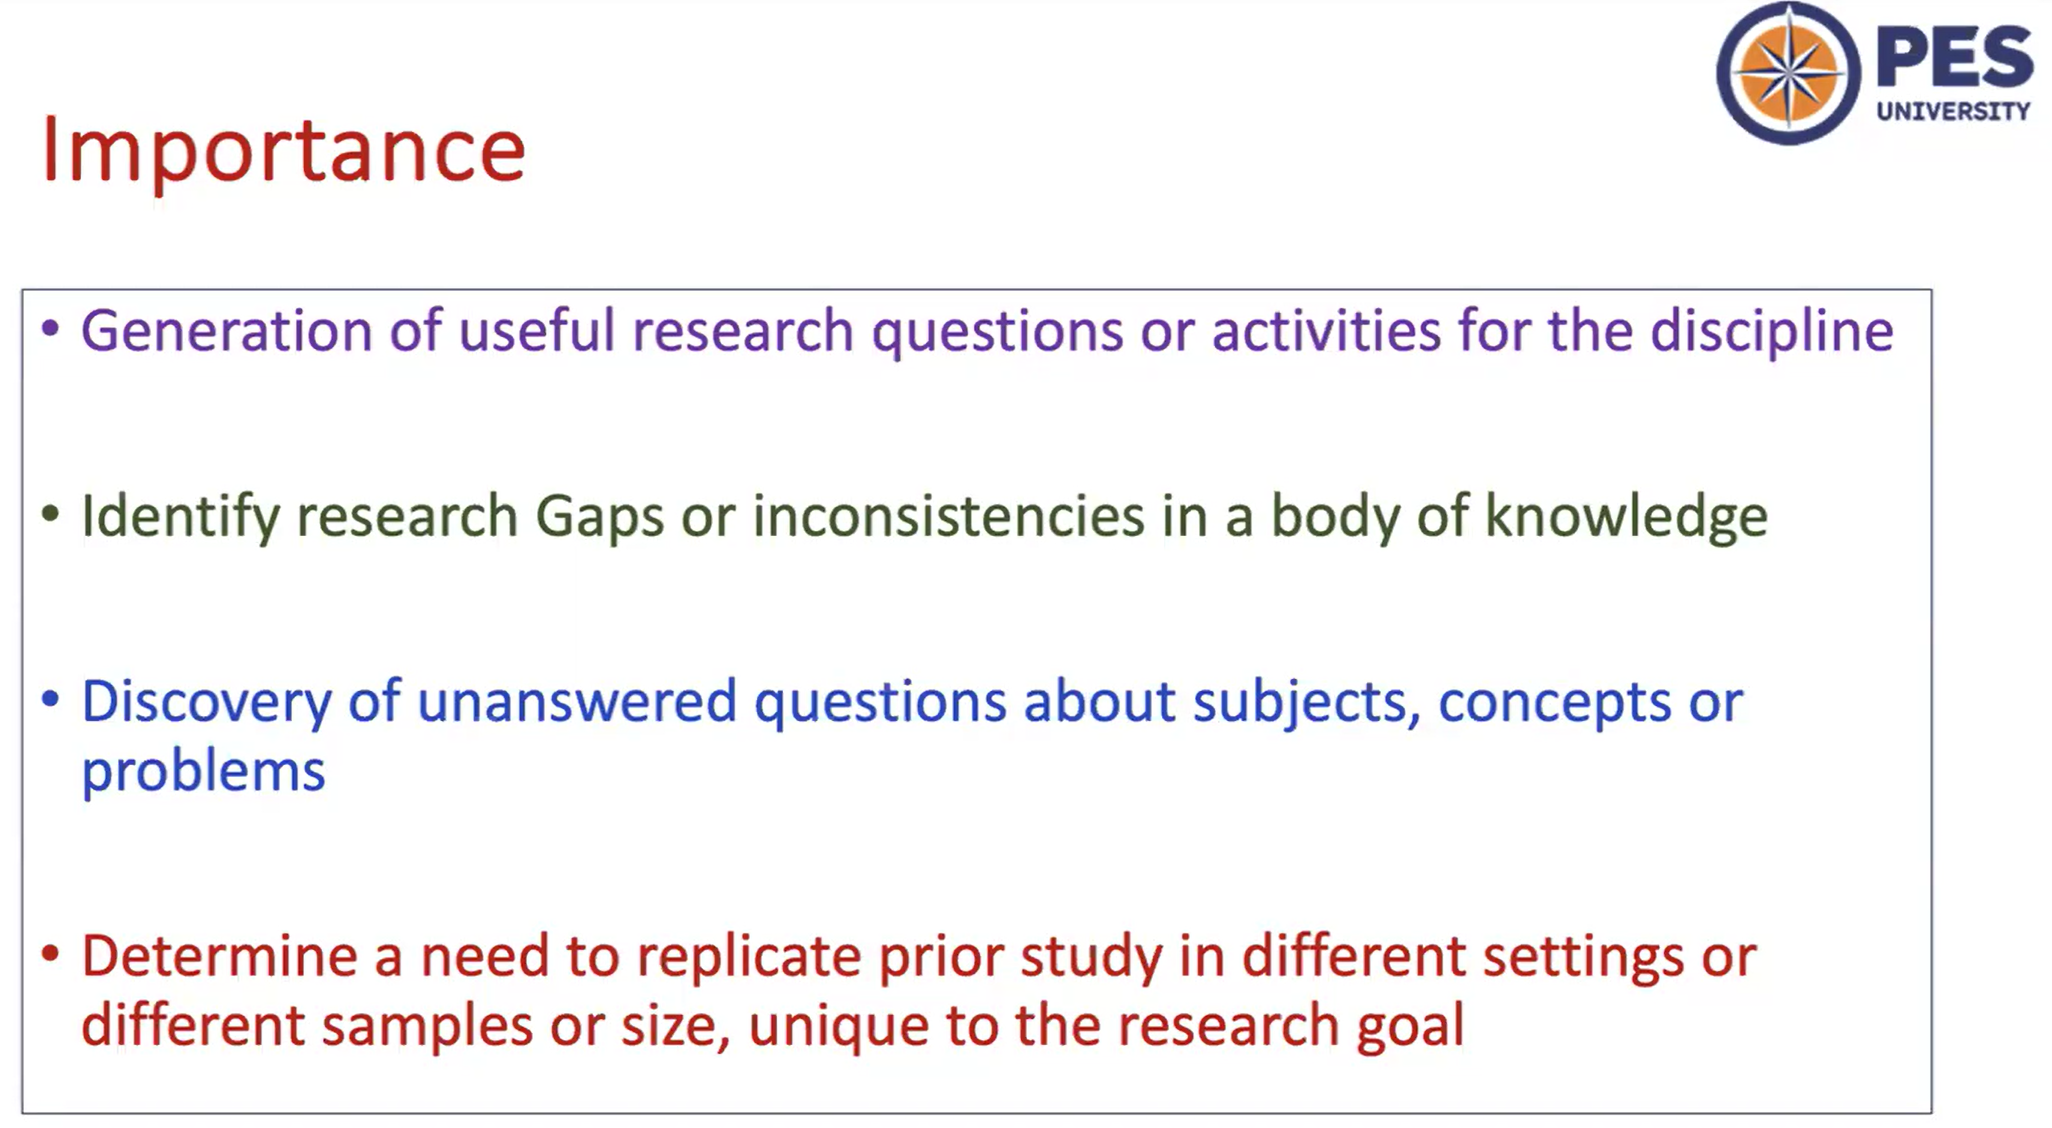 PES
UNIVERSITY
Importance
• Generation of useful research questions or activities for the discipline
• Identify research Gaps or inconsistencies in a body of knowledge
• Discovery of unanswered questions about subjects, concepts or
problems
• Determine a need to replicate prior study in different settings or
different samples or size, unique to the research goal